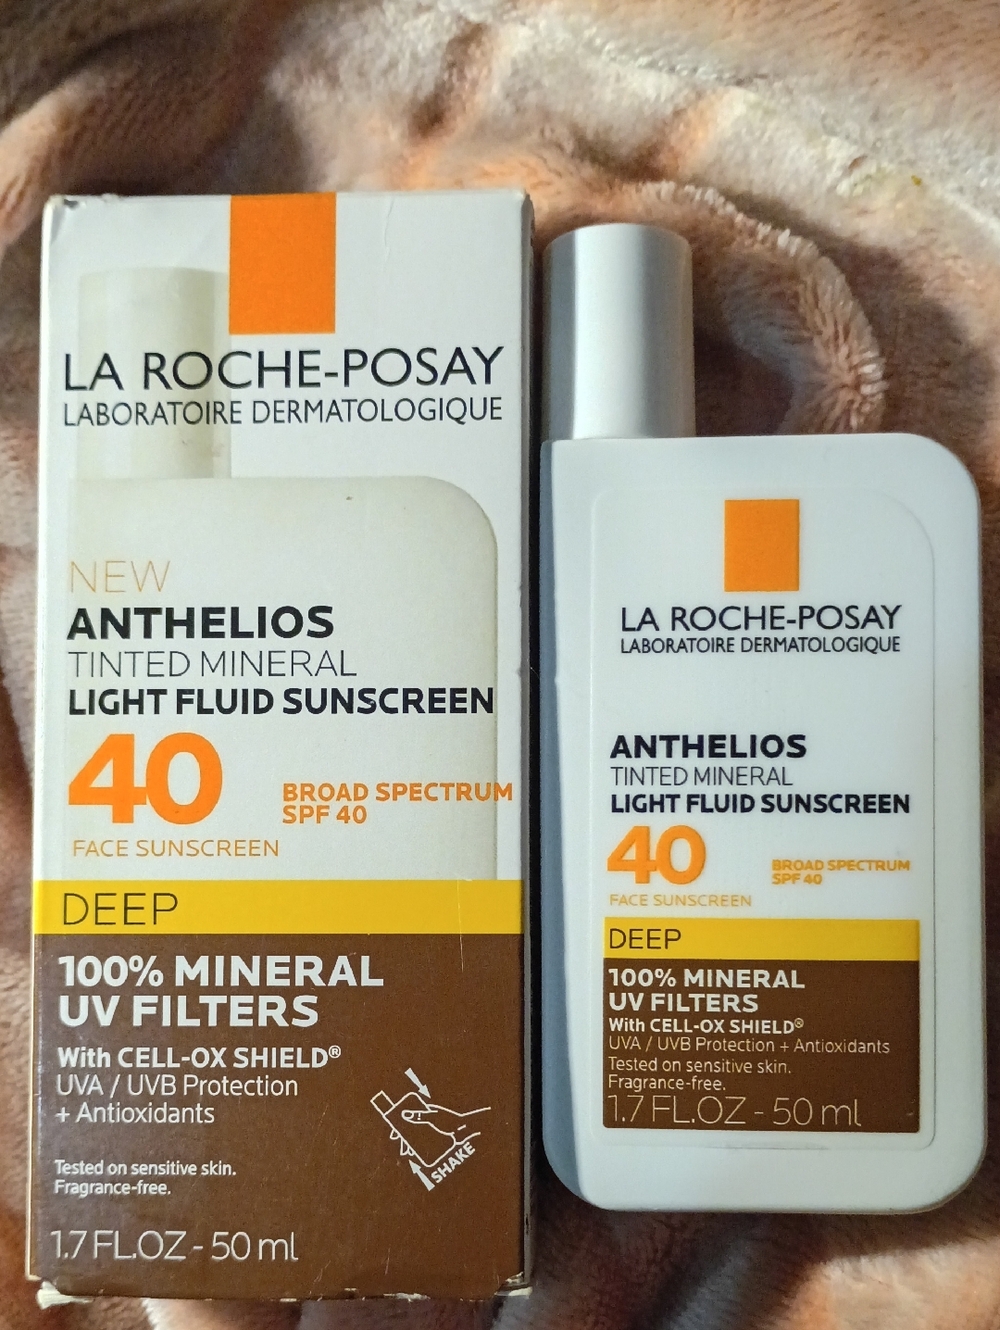 LA ROCHE-POSAY
LABORATOIRE DERMATOLOGIQUE
NEW
ANTHELIOS
TINTED MINERAL
LIGHT FLUID SUNSCREEN
40
BROAD SPECTRUM
SPF 40
FACE SUNSCREEN
DEEP
100% MINERAL
UV FILTERS
With CELL-OX SHIELD®
UVA / UVB Protection
+ Antioxidants
SHAKE
Tested on sensitive skin.
Fragrance-free.
1.7 FL.OZ - 50 ml
LA ROCHE-POSAY
LABORATOIRE DERMATOLOGIQUE
ANTHELIOS
TINTED MINERAL
LIGHT FLUID SUNSCREEN
40
BROAD SPECTRUM
SPF 40
FACE SUNSCREEN
DEEP
100% MINERAL
UV FILTERS
With CELL-OX SHIELD®
UVA / UVB Protection + Antioxidants
Tested on sensitive skin.
Fragrance-free.
1.7 FL.OZ - 50 ml